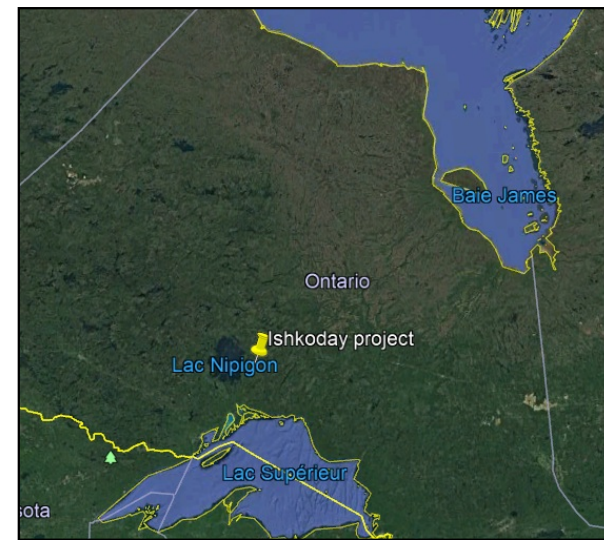 Baie James
Ontario
Ishkoday project
Lac Nipigon
Lac Supérieur
sota